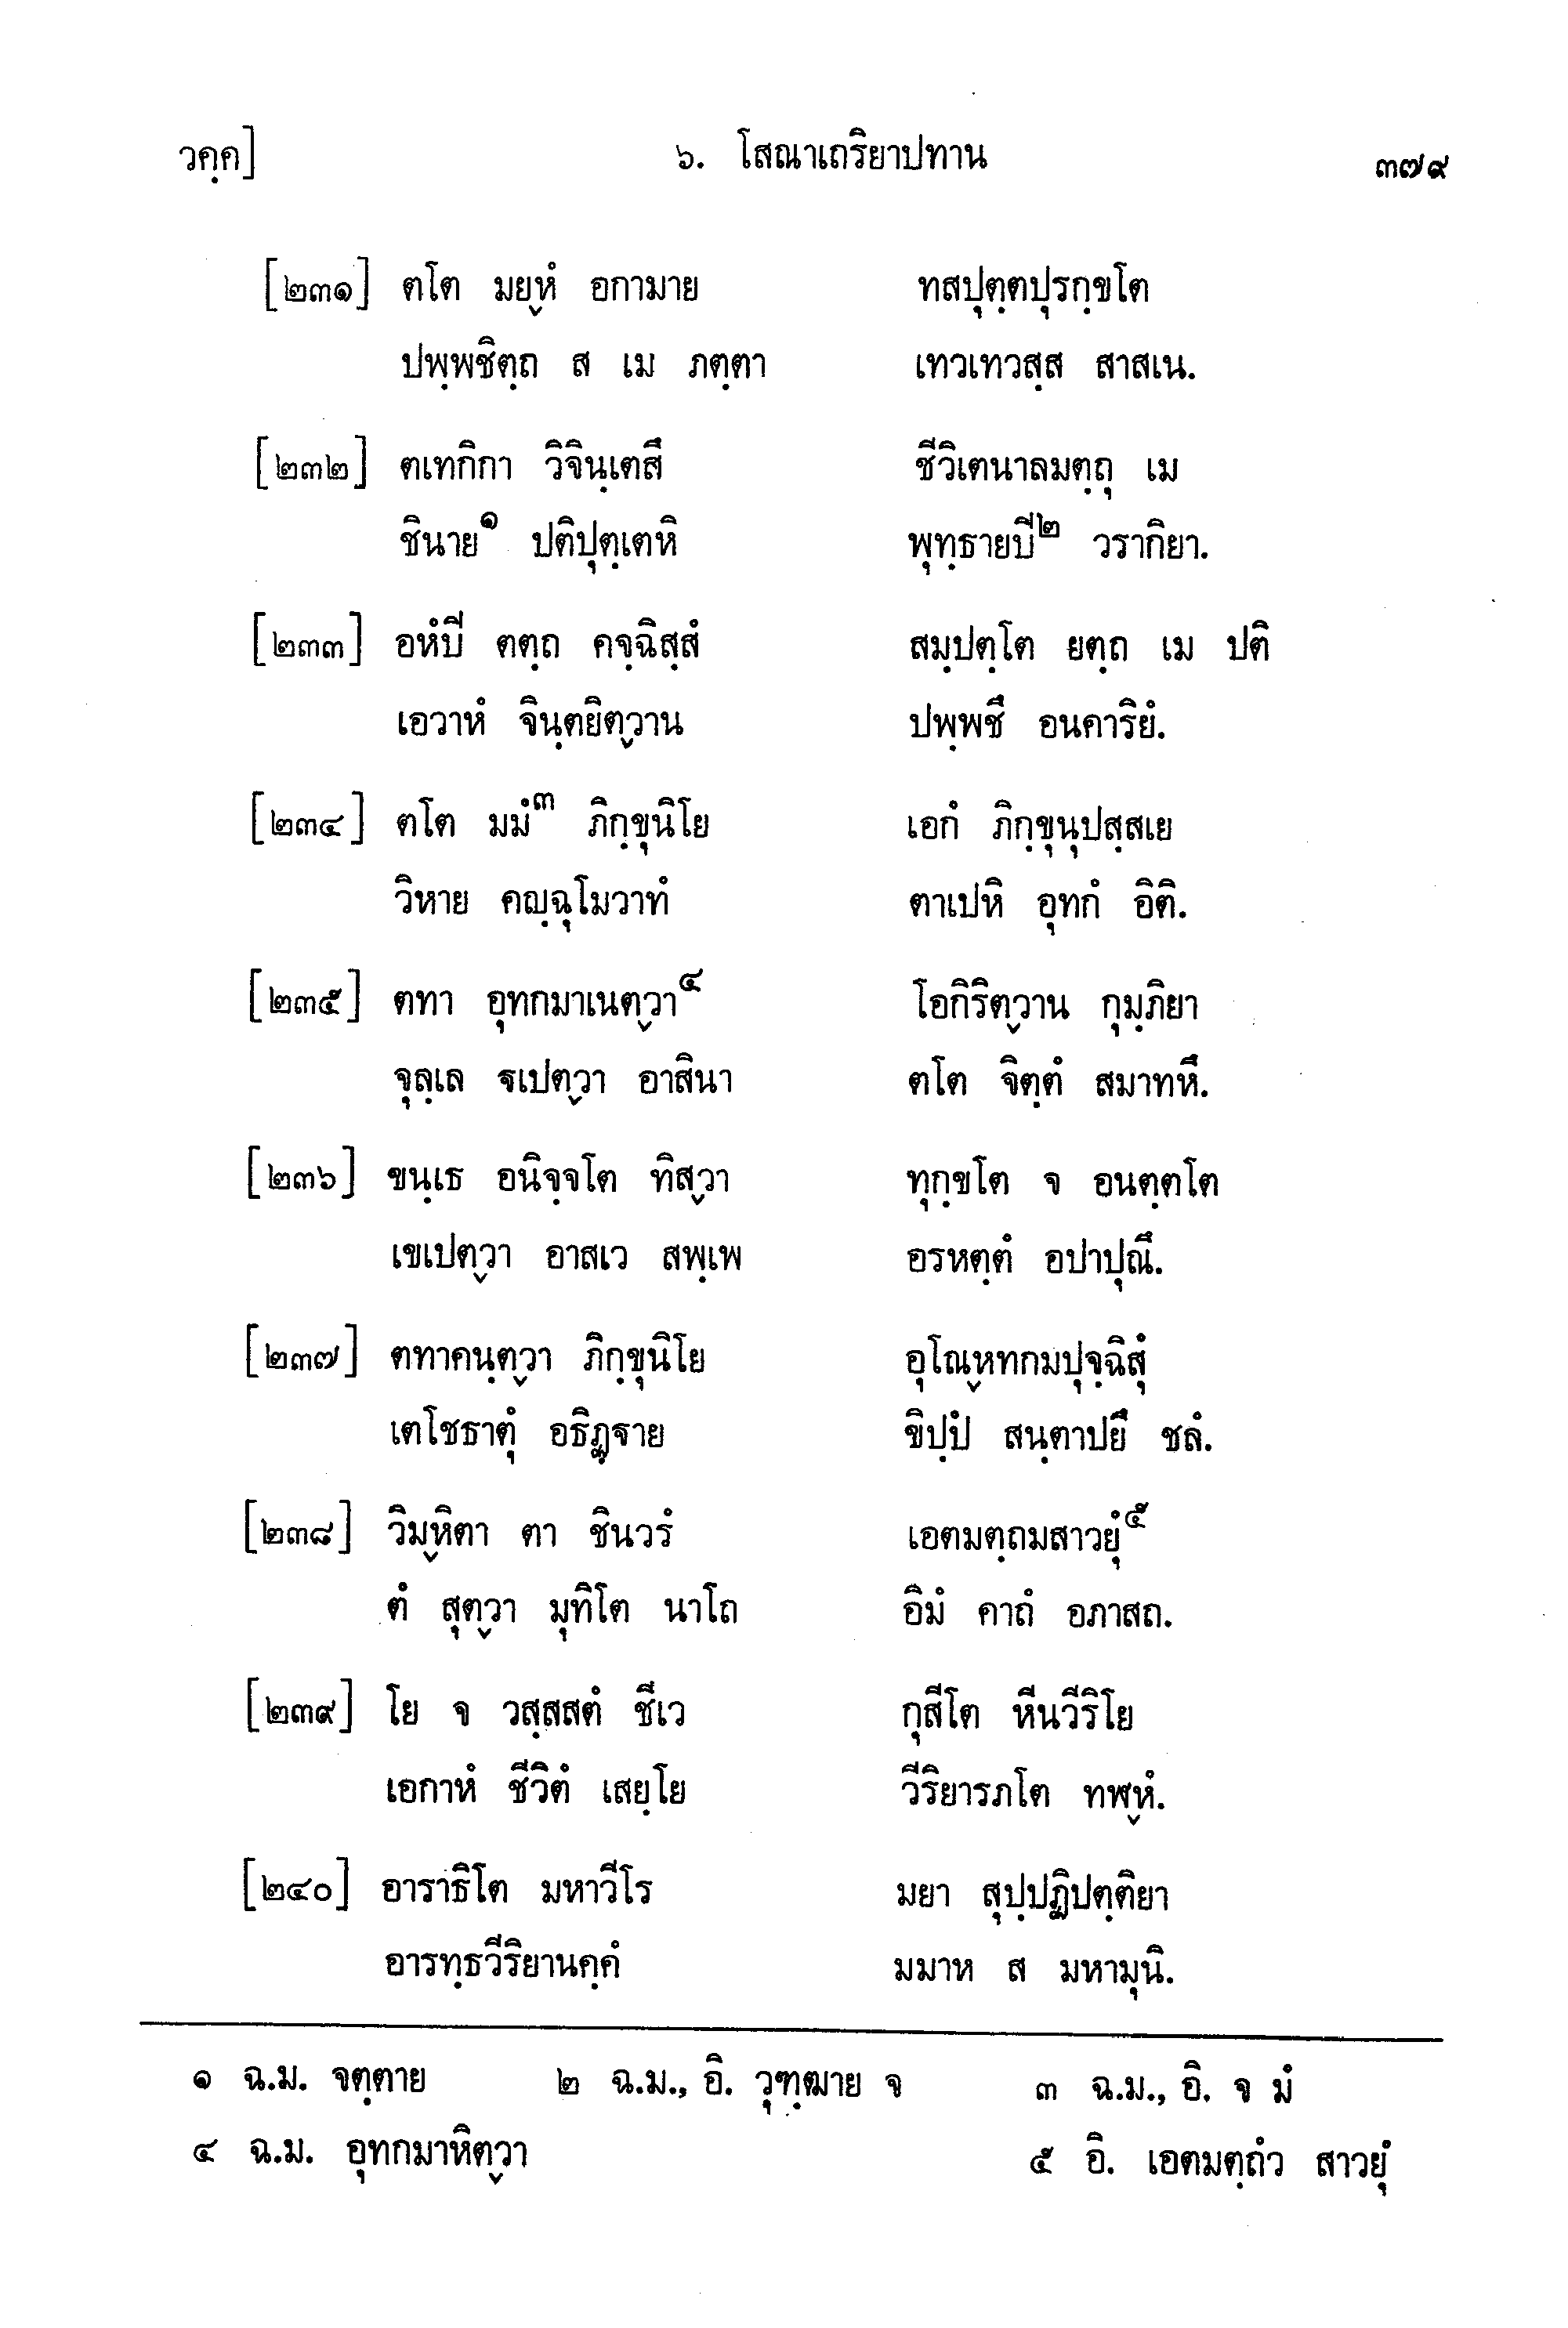 วคฺค] ๖. โสณาเถริยาปทาน ๓๗๙
[๒๓๑] ตโต มยฺหํ อกามาย ทสปุตฺตปุรกฺขโต
ปพฺพชิตฺถ ส เม ภตฺตา เทวเทวสฺส สาสเน.
[๒๓๒] ตเทกิกา วิจินฺเตสึ ชีวิเตนาลมตฺถุ เม
ชินาย๑ ปติปุตฺเตหิ พุทฺธายปี๒ วรากิยา.
[๒๓๓] อหํปี ตตฺถ คจฺฉิสฺสํ สมฺปตฺโต ยตฺถ เม ปติ
เอวาหํ จินฺตยิตฺวาน ปพฺพชึ อนคาริยํ.
[๒๓๔] ตโต มมํ๓ ภิกฺขุนิโย เอกํ ภิกฺขุนุปสฺสเย
วิหาย คญฺฉุโมวาทํ ตาเปหิ อุทกํ อิติ.
[๒๓๕] ตทา อุทกมาเนตฺวา๔ โอกิริตฺวาน กุมฺภิยา
จุลฺเล ฐเปตฺวา อาสินา ตโต จิตฺตํ สมาทหึ.
[๒๓๖] ขนฺเธ อนิจฺจโต ทิสฺวา ทุกฺขโต จ อนตฺตโต
เขเปตฺวา อาสเว สพฺเพ อรหตฺตํ อปาปุณึ.
[๒๓๗] ตทาคนฺตฺวา ภิกฺขุนิโย อุโณฺหทกมปุจฺฉิสุํ
เตโชธาตุํ อธิฏฺฐาย ขิปฺปํ สนฺตาปยึ ชลํ.
[๒๓๘] วิมฺหิตา ตา ชินวรํ เอตมตฺถมสาวยุํ๕
ตํ สุตฺวา มุทิโต นาโถ อิมํ คาถํ อภาสถ.
[๒๓๙] โย จ วสฺสสตํ ชีเว กุสีโต หีนวีริโย
เอกาหํ ชีวิตํ เสยฺโย วีริยารภโต ทฬฺหํ.
[๒๔๐] อาราธิโต มหาวีโร มยา สุปฺปฏิปตฺติยา
อารทฺธวีริยานคฺคํ มมาห ส มหามุนิ.
๑ ฉ.ม. จตฺตาย ๒ ฉ.ม., อิ. วุฑฺฒาย จ ๓ ฉ.ม., อิ. จ มํ
๔ ฉ.ม. อุทกมาหิตฺวา ๕ อิ. เอตมตฺถํว สาวยุํ